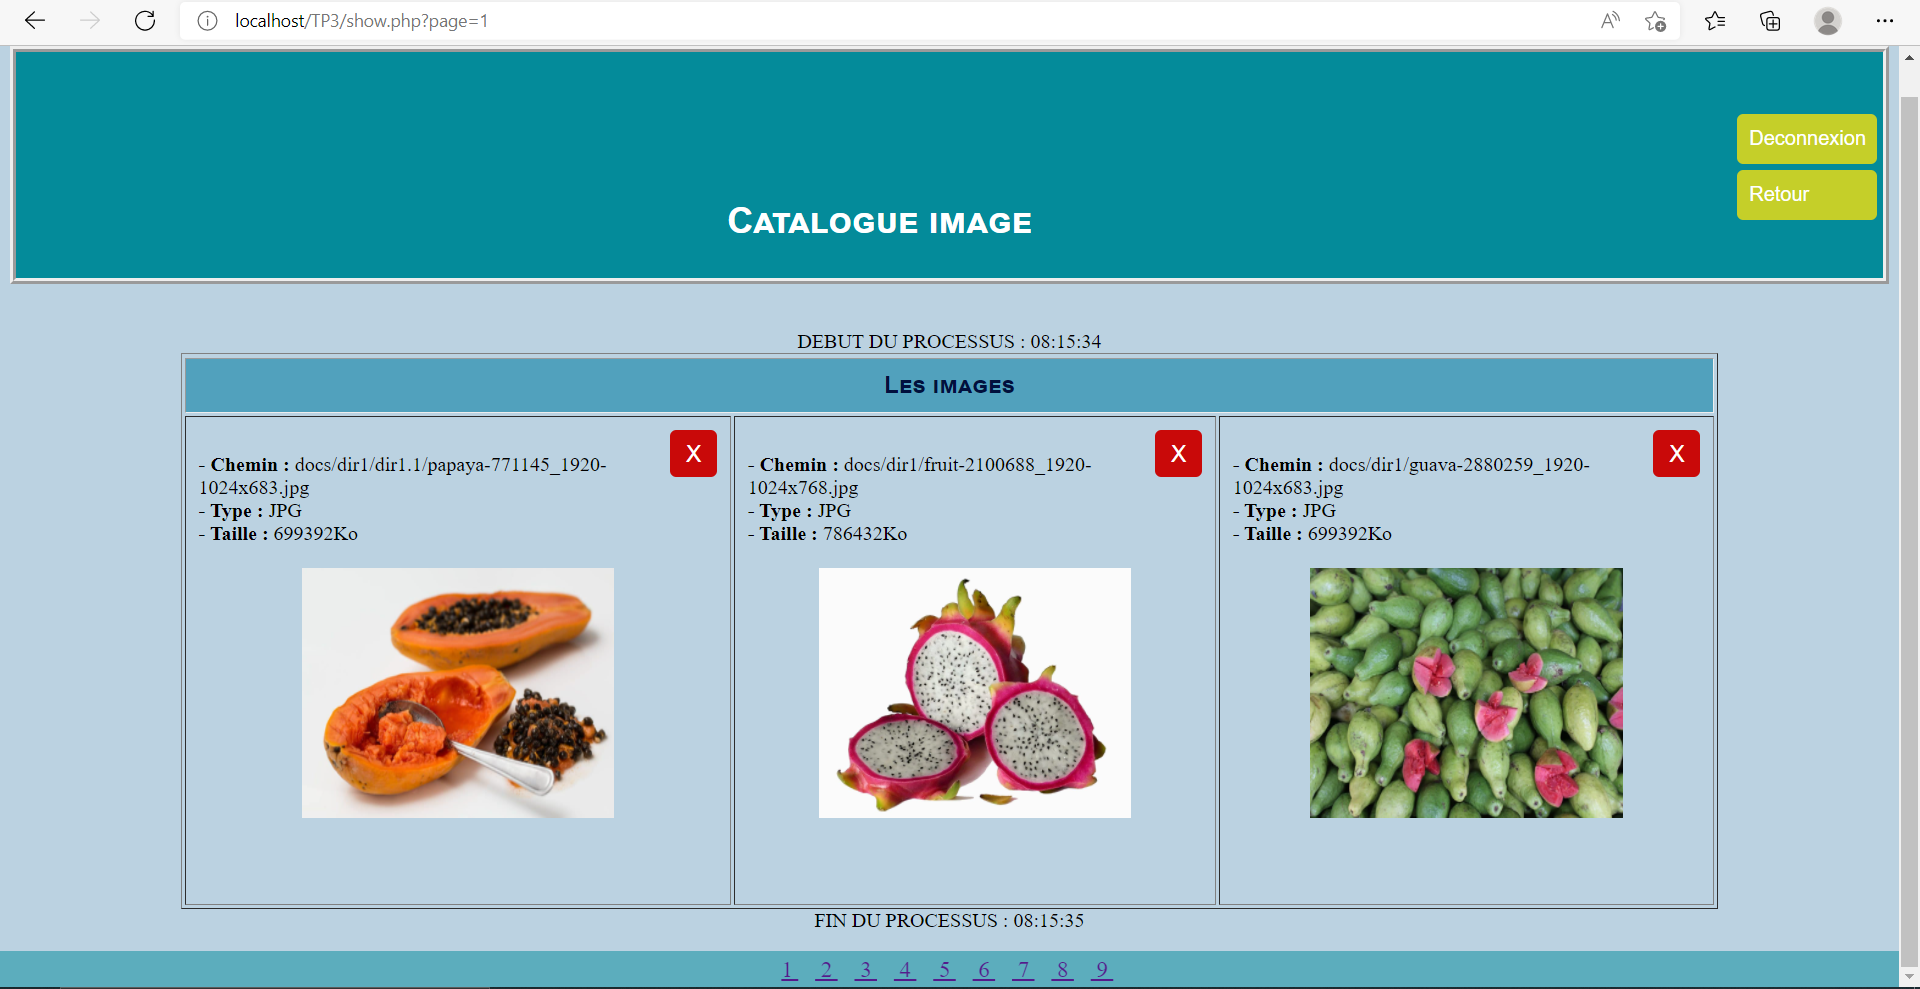 localhost/TP3/show.php?page=1
Deconnexion
Retour
Catalogue image
DEBUT DU PROCESSUS : 08:15:34
Les images
X
- Chemin : docs/dir1/dir1.1/papaya-771145_1920-
1024x683.jpg
- Type : JPG
- Taille : 699392Ko
X
- Chemin : docs/dir1/fruit-2100688_1920-
1024x768.jpg
- Type : JPG
- Taille : 786432Ko
X
- Chemin : docs/dir1/guava-2880259_1920-
1024x683.jpg
- Type : JPG
- Taille : 699392Ko
FIN DU PROCESSUS : 08:15:35
1 2 3 4 5 6 7 8 9